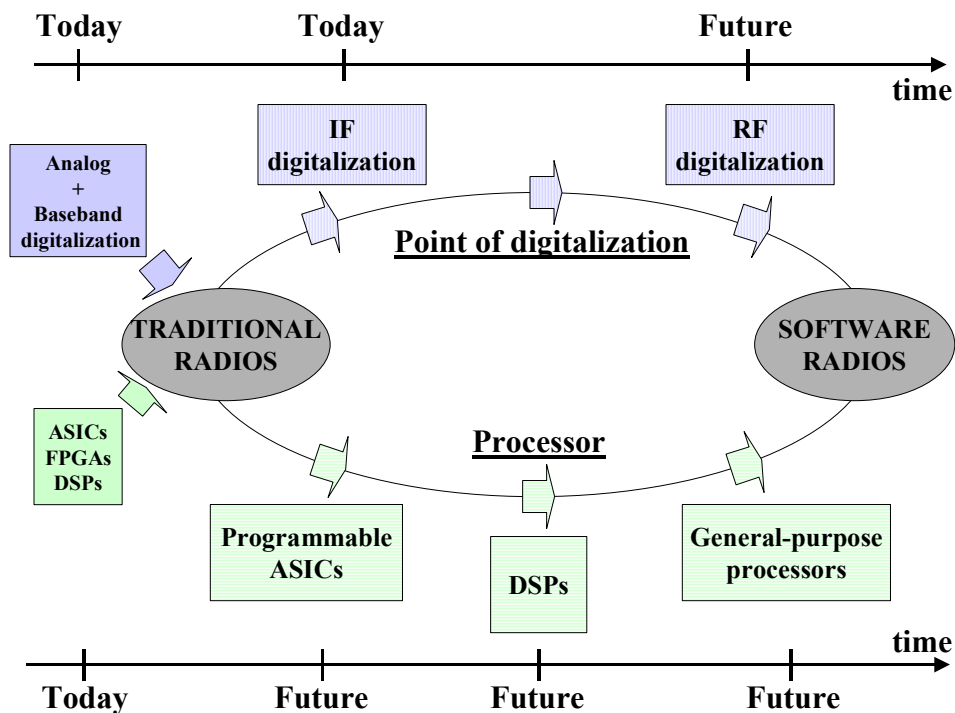 Today
Today
Future
time
IF
digitalization
RF
digitalization
Analog
+
Baseband
digitalization
Point of digitalization
TRADITIONAL
RADIOS
SOFTWARE
RADIOS
ASICs
FPGAs
DSPs
Processor
Programmable
ASICs
DSPs
General-purpose
processors
time
Today
Future
Future
Future